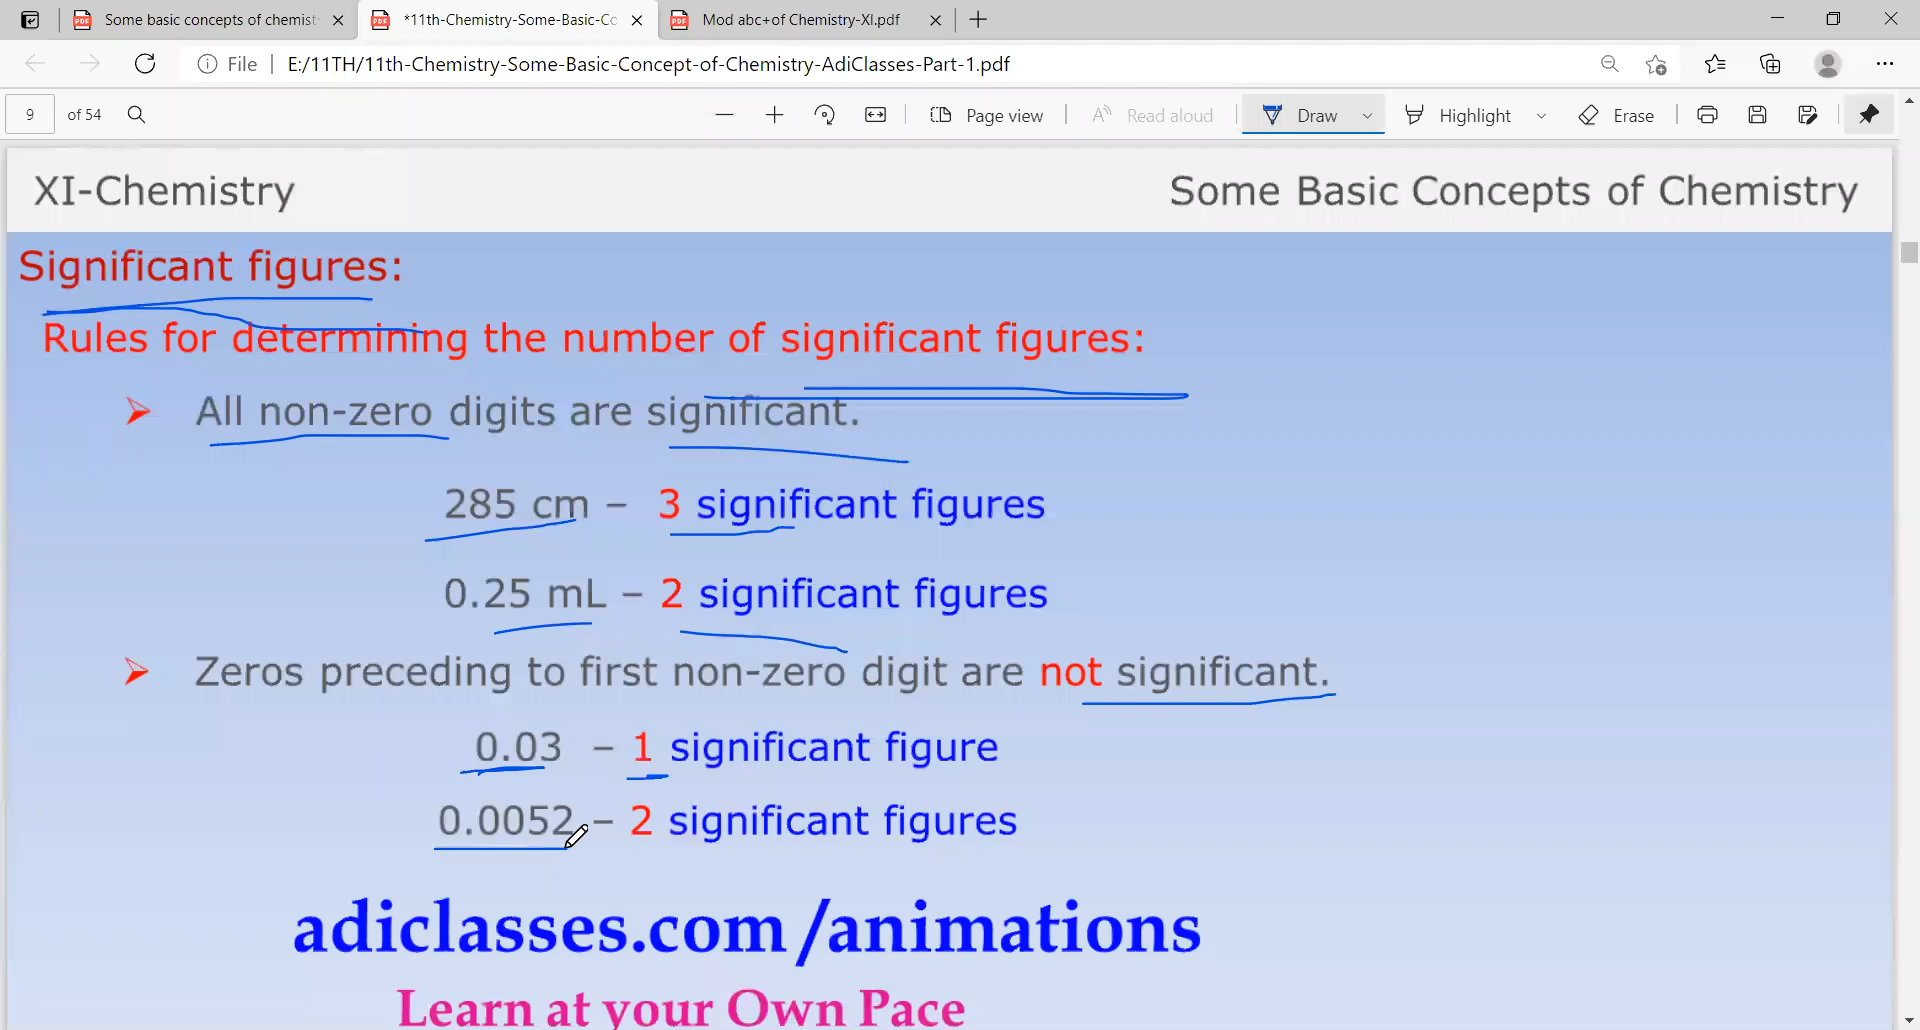 Some basic concepts of chemist
*11th-Chemistry-Some-Basic-Co
Mod abc+of Chemistry-XI.pdf
File
E:/11TH/11th-Chemistry-Some-Basic-Concept-of-Chemistry-AdiClasses-Part-1.pdf
9 of 54
Page view
Read aloud
Draw
Highlight
Erase
XI-Chemistry
Some Basic Concepts of Chemistry
Significant figures:
Rules for determining the number of significant figures:
All non-zero digits are significant.
285 cm – 3 significant figures
0.25 mL – 2 significant figures
Zeros preceding to first non-zero digit are not significant.
0.03 – 1 significant figure
0.0052 – 2 significant figures
adiclasses.com/animations
Learn at your Own Pace